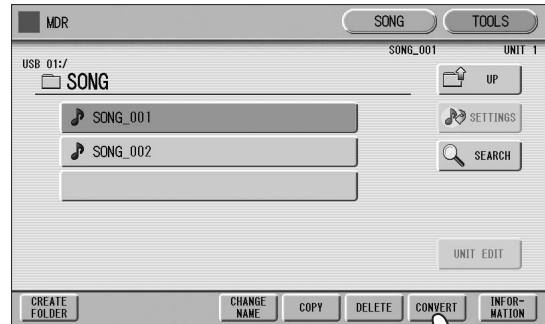 MDR
SONG
TOOLS
SONG_001
UNIT 1
USB 01:/
SONG
UP
SONG_001
SETTINGS
SONG_002
SEARCH
UNIT EDIT
CREATE
FOLDER
CHANGE
NAME
COPY
DELETE
CONVERT
INFOR-
MATION